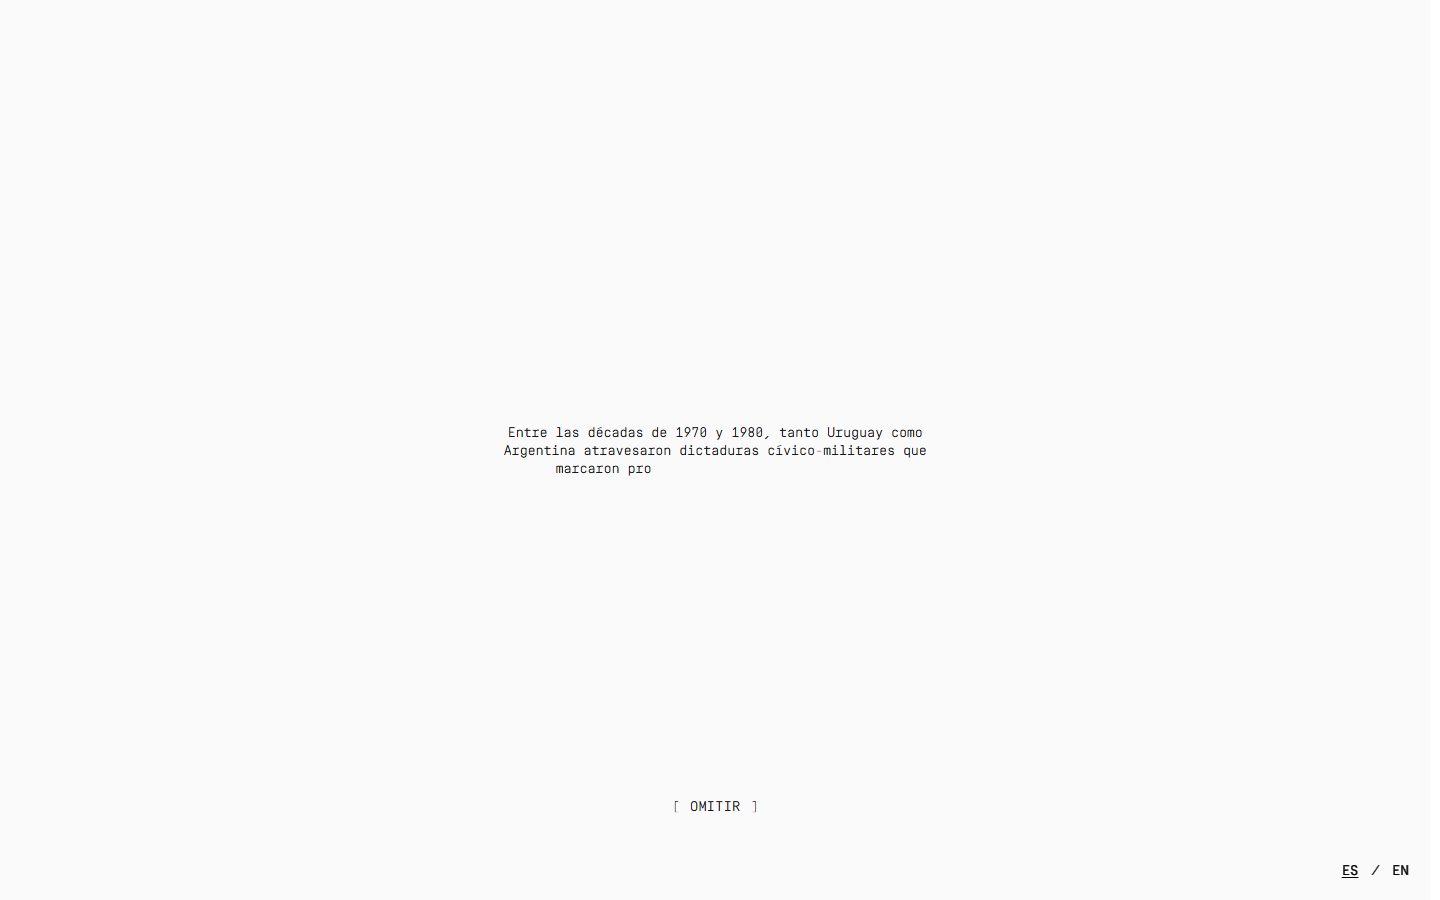 Entre las décadas de 1970 y 1980, tanto Uruguay como
Argentina atravesaron dictaduras cívico-militares que
marcaron pro
[ OMITIR ]
ES / EN